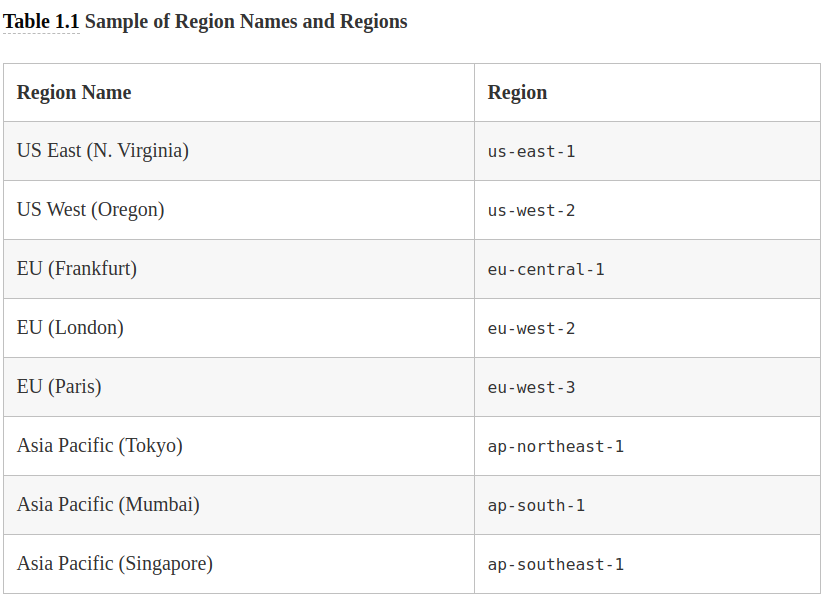 Table 1.1 Sample of Region Names and Regions
Region Name Region
US East (N. Virginia) us-east-1
US West (Oregon) us-west-2
EU (Frankfurt) eu-central-1
EU (London) eu-west-2
EU (Paris) eu-west-3
Asia Pacific (Tokyo) ap-northeast-1
Asia Pacific (Mumbai) ap-south-1
Asia Pacific (Singapore) ap-southeast-1